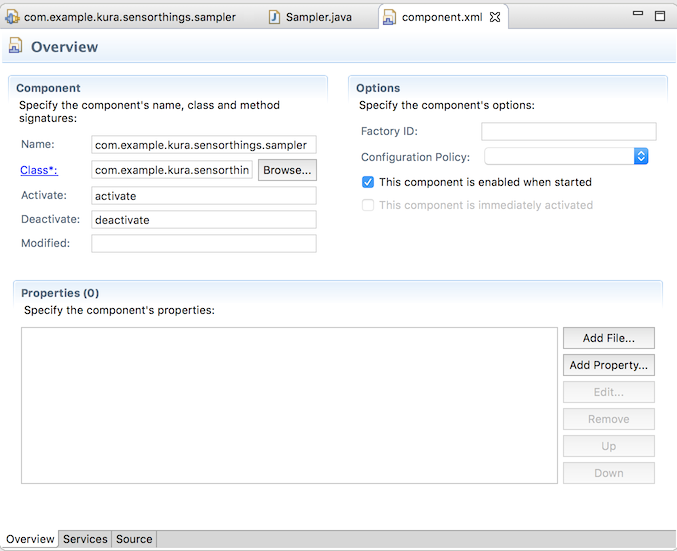 com.example.kura.sensorthings.sampler
Sampler.java
component.xml
Overview
Component
Specify the component's name, class and method
signatures:
Name:
com.example.kura.sensorthings.sampler
Class*:
com.example.kura.sensorthin
Browse...
Activate:
activate
Deactivate:
deactivate
Modified:
Options
Specify the component's options:
Factory ID:
Configuration Policy:
This component is enabled when started
This component is immediately activated
Properties (0)
Specify the component's properties:
Add File...
Add Property...
Edit...
Remove
Up
Down
Overview
Services
Source